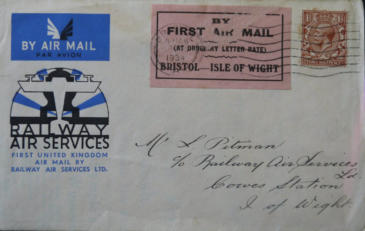 BY AIR MAIL
PAR AVION
RAILWAY
AIR SERVICES
FIRST UNITED KINGDOM
AIR MAIL BY
RAILWAY AIR SERVICES LTD.
BY
FIRST AIR MAIL
(AT ORDINARY LETTER RATE)
BRISTOL - ISLE OF WIGHT
1934
Mr S Pitman
c/o Railway Air Services
Ld.
Cowes Station
I of Wight.